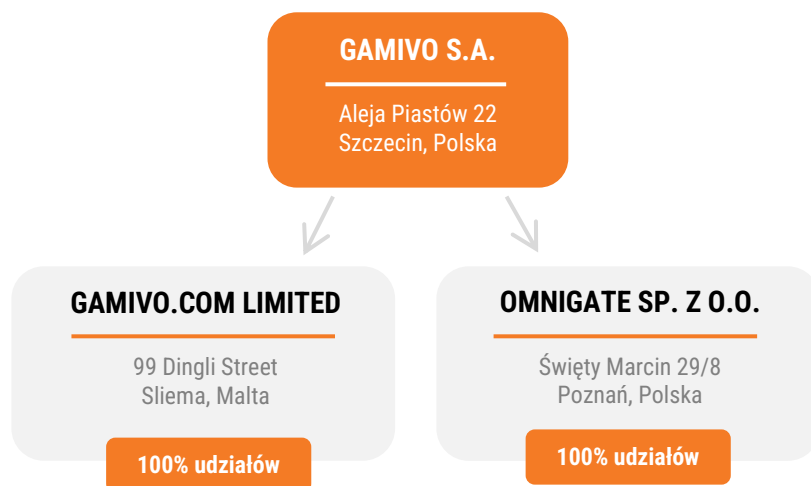 GAMIVO S.A.
Aleja Piastów 22
Szczecin, Polska
GAMIVO.COM LIMITED
99 Dingli Street
Sliema, Malta
100% udziałów
OMNIGATE SP. Z O.O.
Święty Marcin 29/8
Poznań, Polska
100% udziałów